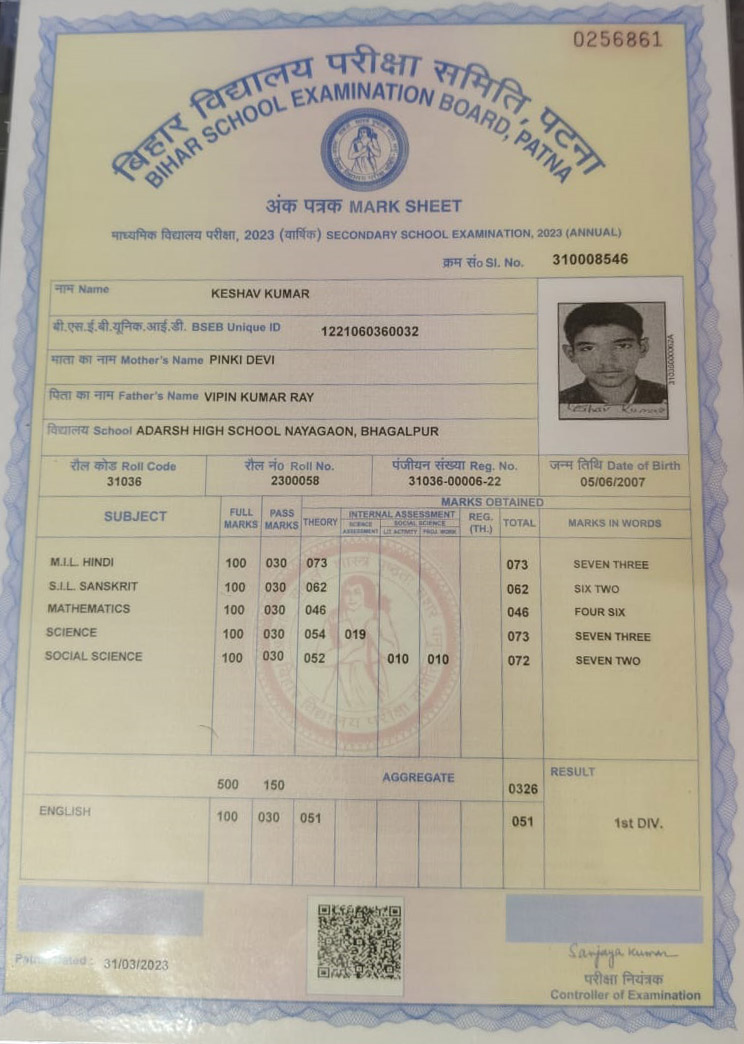 0256861
बिहार विद्यालय परीक्षा समिति, पटना
BIHAR SCHOOL EXAMINATION BOARD, PATNA
अंक पत्रक MARK SHEET
माध्यमिक विद्यालय परीक्षा, 2023 (वार्षिक) SECONDARY SCHOOL EXAMINATION, 2023 (ANNUAL)
क्रम सं० Sl. No. 310008546
नाम Name KESHAV KUMAR
बी.एस.ई.बी.यूनिक.आई.डी. BSEB Unique ID 1221060360032
माता का नाम Mother's Name PINKI DEVI
पिता का नाम Father's Name VIPIN KUMAR RAY
विद्यालय School ADARSH HIGH SCHOOL NAYAGAON, BHAGALPUR
Keshav Kumar
रौल कोड Roll Code रौल नं० Roll No. पंजीयन संख्या Reg. No. जन्म तिथि Date of Birth
31036 2300058 31036-00006-22 05/06/2007
MARKS OBTAINED
SUBJECT FULL MARKS PASS MARKS THEORY INTERNAL ASSESSMENT REG. (TH.) TOTAL MARKS IN WORDS
SCIENCE ASSESSMENT SOCIAL SCIENCE
LIT.ACTIVITY PROJ. WORK
M.I.L. HINDI 100 030 073 073 SEVEN THREE
S.I.L. SANSKRIT 100 030 062 062 SIX TWO
MATHEMATICS 100 030 046 046 FOUR SIX
SCIENCE 100 030 054 019 073 SEVEN THREE
SOCIAL SCIENCE 100 030 052 010 010 072 SEVEN TWO
500 150 AGGREGATE 0326 RESULT
ENGLISH 100 030 051 051 1st DIV.
Dated : 31/03/2023
Sanjaya Kumar
परीक्षा नियंत्रक
Controller of Examination